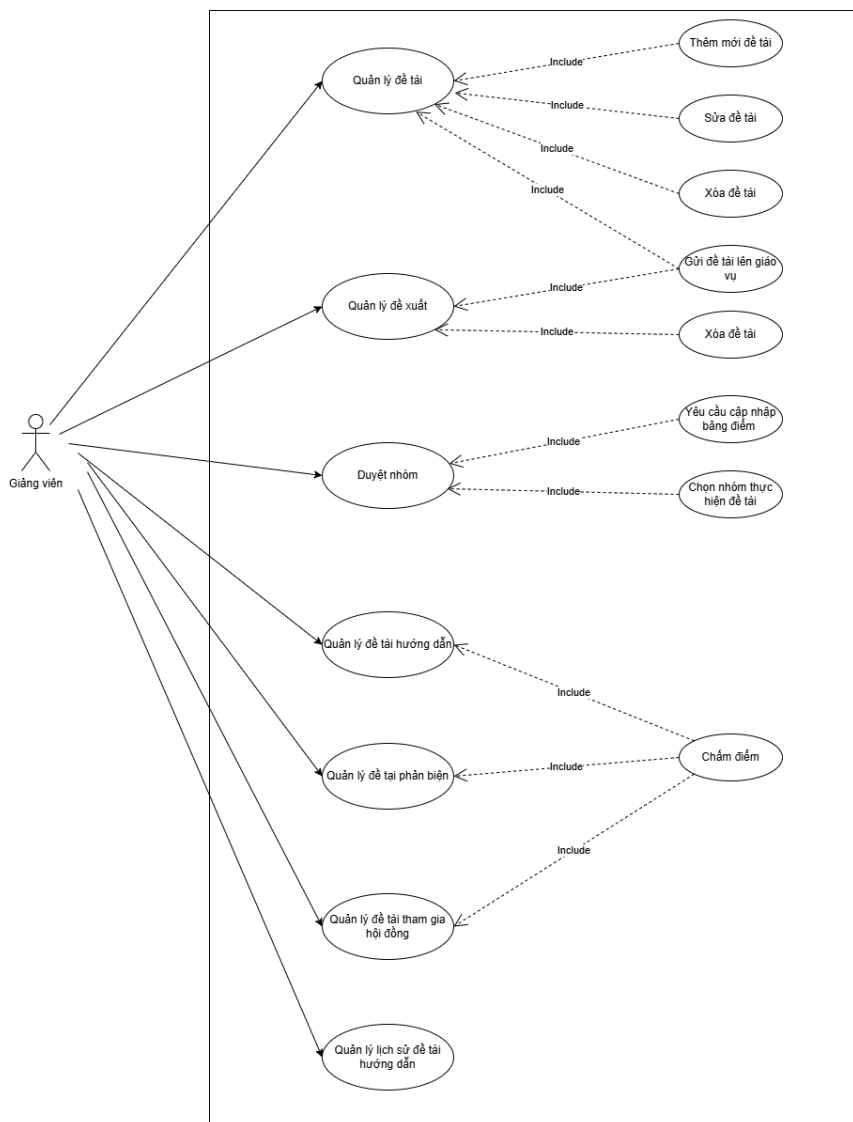 Thêm mới đề tài
Quản lý đề tài
Include
Include
Sửa đề tài
Include
Include
Xóa đề tài
Gửi đề tài lên giáo
vụ
Include
Quản lý đề xuất
Include
Xóa đề tài
Yêu cầu cập nhập
bảng điểm
Include
Duyệt nhóm
Include
Chọn nhóm thực
hiện đề tài
Giảng viên
Quản lý đề tài hướng dẫn
Include
Chấm điểm
Include
Quản lý đề tại phản biện
Include
Quản lý đề tài tham gia
hội đồng
Quản lý lịch sử đề tài
hướng dẫn